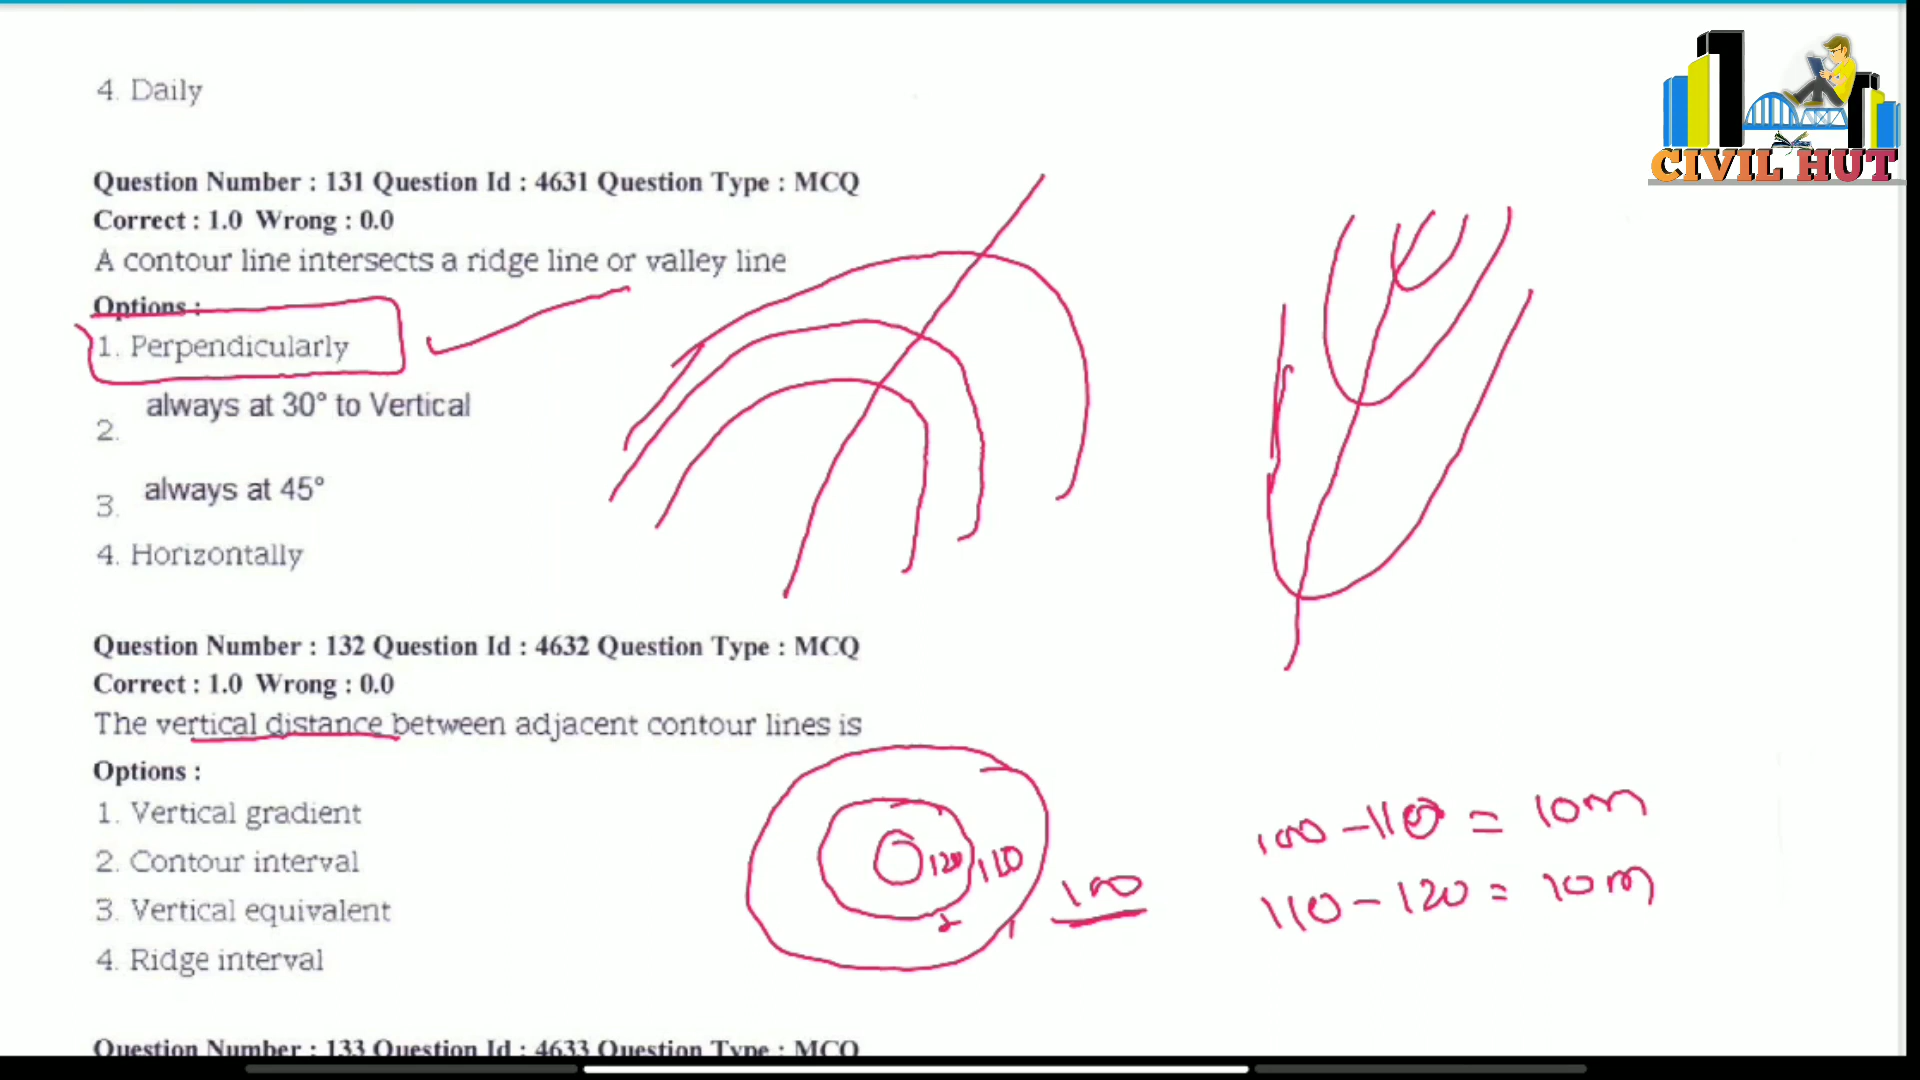 4. Daily
CIVIL HUT
Question Number : 131 Question Id : 4631 Question Type : MCQ
Correct : 1.0 Wrong : 0.0
A contour line intersects a ridge line or valley line
Options :
1. Perpendicularly
2. always at 30° to Vertical
3. always at 45°
4. Horizontally
Question Number : 132 Question Id : 4632 Question Type : MCQ
Correct : 1.0 Wrong : 0.0
The vertical distance between adjacent contour lines is
Options :
1. Vertical gradient
2. Contour interval
3. Vertical equivalent
4. Ridge interval
120 110 100
2 1
100 - 110 = 10m
110 - 120 = 10m
Question Number : 133 Question Id : 4633 Question Type : MCQ